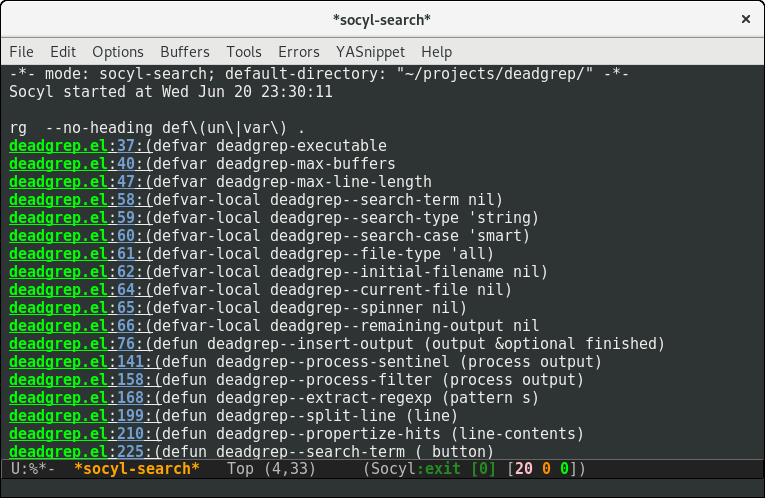 *socyl-search*
×
File Edit Options Buffers Tools Errors YASnippet Help
-*- mode: socyl-search; default-directory: "~/projects/deadgrep/" -*-
Socyl started at Wed Jun 20 23:30:11
rg  --no-heading def\(un\|var\) .
deadgrep.el:37:(defvar deadgrep-executable
deadgrep.el:40:(defvar deadgrep-max-buffers
deadgrep.el:47:(defvar deadgrep-max-line-length
deadgrep.el:58:(defvar-local deadgrep--search-term nil)
deadgrep.el:59:(defvar-local deadgrep--search-type 'string)
deadgrep.el:60:(defvar-local deadgrep--search-case 'smart)
deadgrep.el:61:(defvar-local deadgrep--file-type 'all)
deadgrep.el:62:(defvar-local deadgrep--initial-filename nil)
deadgrep.el:64:(defvar-local deadgrep--current-file nil)
deadgrep.el:65:(defvar-local deadgrep--spinner nil)
deadgrep.el:66:(defvar-local deadgrep--remaining-output nil
deadgrep.el:76:(defun deadgrep--insert-output (output &optional finished)
deadgrep.el:141:(defun deadgrep--process-sentinel (process output)
deadgrep.el:158:(defun deadgrep--process-filter (process output)
deadgrep.el:168:(defun deadgrep--extract-regexp (pattern s)
deadgrep.el:199:(defun deadgrep--split-line (line)
deadgrep.el:210:(defun deadgrep--propertize-hits (line-contents)
deadgrep.el:225:(defun deadgrep--search-term ( button)
U:%*-  *socyl-search*   Top (4,33)     (Socyl:exit [0] [20 0 0])